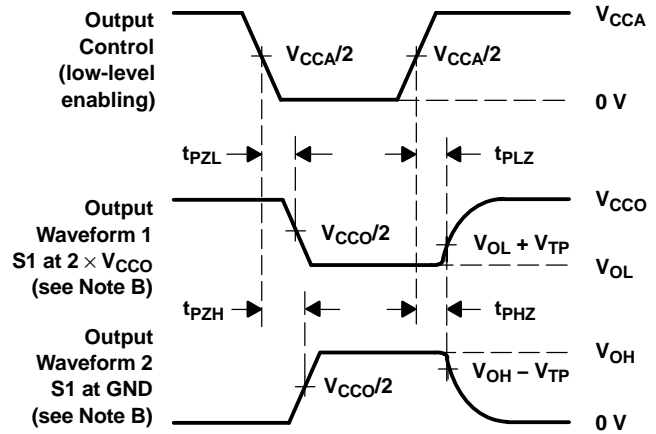 Output
Control
(low-level
enabling)
V_CCA/2
V_CCA/2
V_CCA
0 V
t_PZL
t_PLZ
Output
Waveform 1
S1 at 2 × V_CCO
(see Note B)
V_CCO/2
V_CCO
V_OL + V_TP
V_OL
t_PZH
t_PHZ
Output
Waveform 2
S1 at GND
(see Note B)
V_CCO/2
V_OH
V_OH − V_TP
0 V